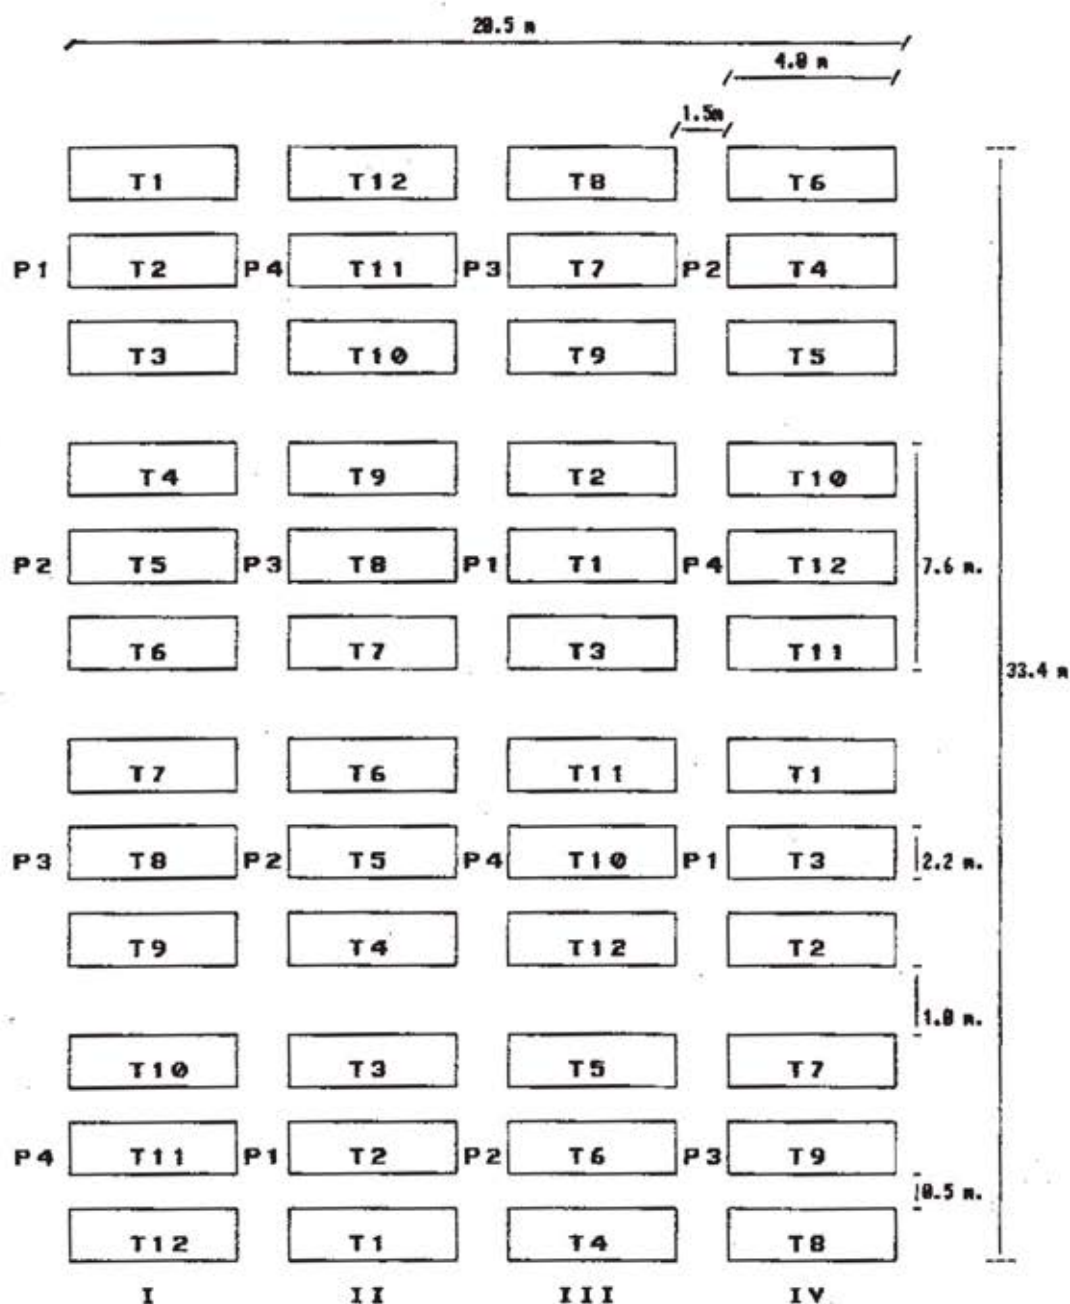 20.5 m
4.0 m
1.5m
T1 T12 T8 T6
P1 T2 P4 T11 P3 T7 P2 T4
T3 T10 T9 T5
T4 T9 T2 T10
P2 T5 P3 T8 P1 T1 P4 T12 7.6 m.
T6 T7 T3 T11
33.4 m
T7 T6 T11 T1
P3 T8 P2 T5 P4 T10 P1 T3 2.2 m.
T9 T4 T12 T2
1.0 m.
T10 T3 T5 T7
P4 T11 P1 T2 P2 T6 P3 T9
0.5 m.
T12 T1 T4 T8
I II III IV